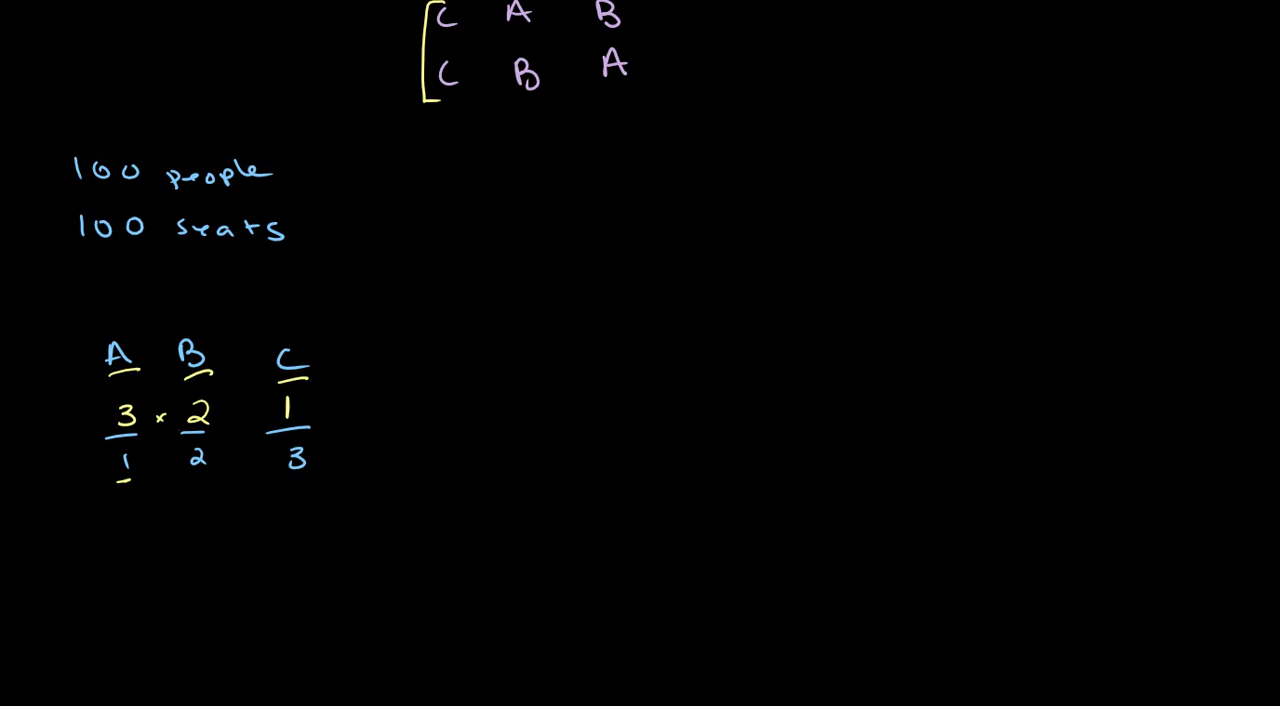 C A B
C B A
100 people
100 seats
A B C
3 × 2 1
1 2 3